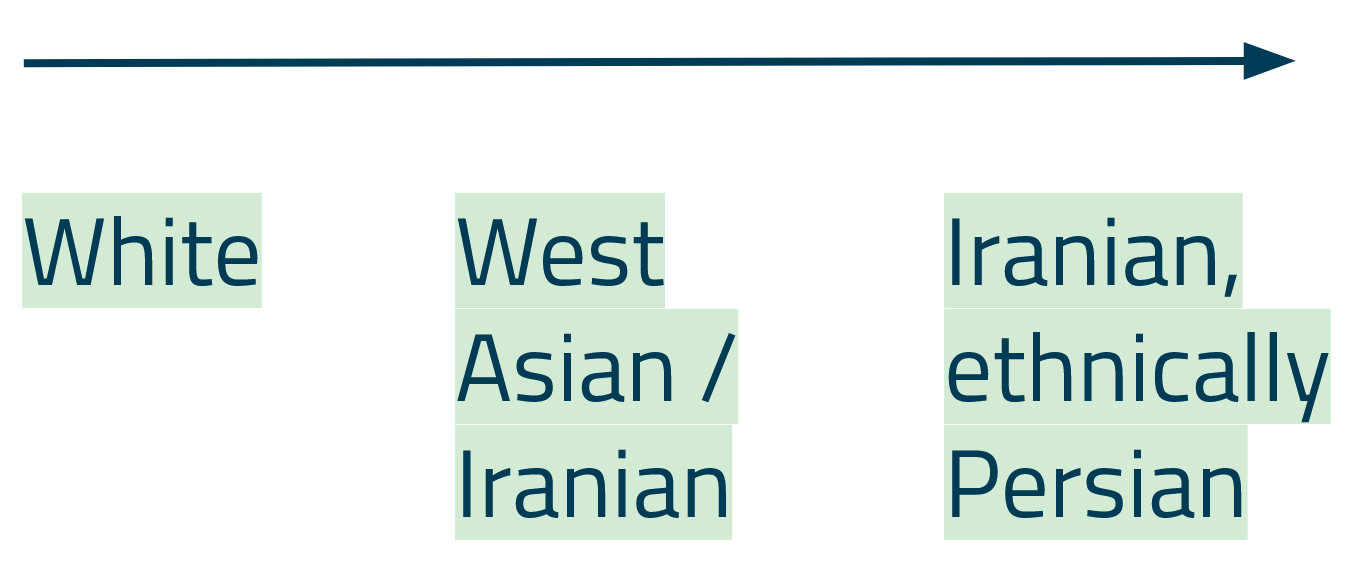 White
West
Asian /
Iranian
Iranian,
ethnically
Persian